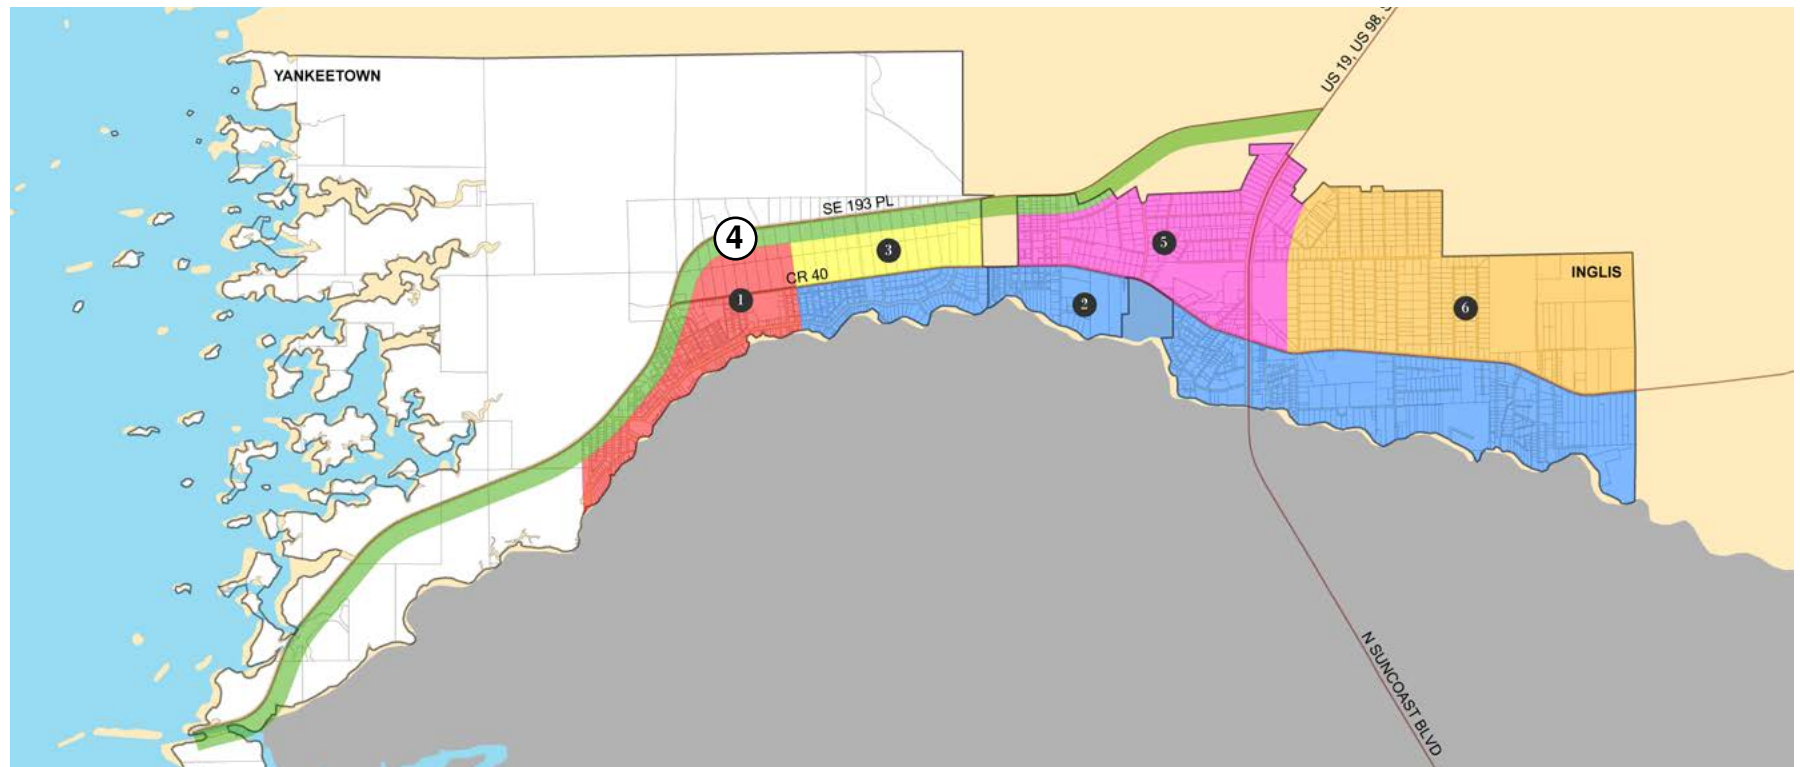 YANKEETOWN
US 19, US 98, S
SE 193 PL
4
3
5
CR 40
INGLIS
1
2
6
N SUNCOAST BLVD